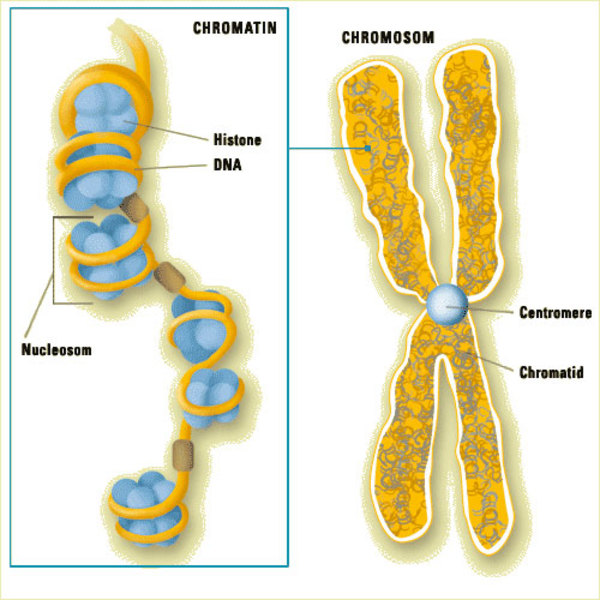 CHROMATIN
Histone
DNA
Nucleosom
CHROMOSOM
Centromere
Chromatid